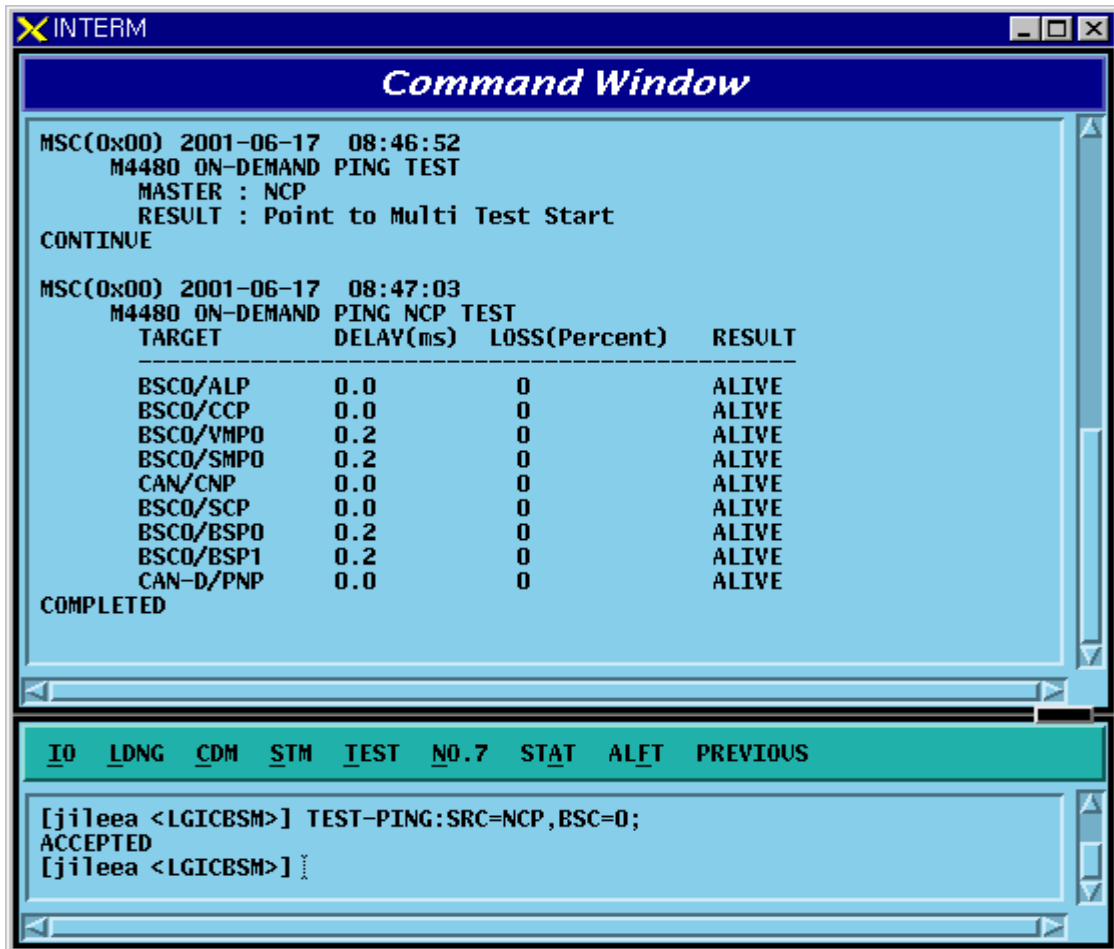 INTERM
Command Window
MSC(0x00) 2001-06-17 08:46:52
M4480 ON-DEMAND PING TEST
MASTER : NCP
RESULT : Point to Multi Test Start
CONTINUE
MSC(0x00) 2001-06-17 08:47:03
M4480 ON-DEMAND PING NCP TEST
TARGET DELAY(ms) LOSS(Percent) RESULT
-----------------------------------------------------
BSC0/ALP 0.0 0 ALIVE
BSC0/CCP 0.0 0 ALIVE
BSC0/VMP0 0.2 0 ALIVE
BSC0/SMP0 0.2 0 ALIVE
CAN/CNP 0.0 0 ALIVE
BSC0/SCP 0.0 0 ALIVE
BSC0/BSP0 0.2 0 ALIVE
BSC0/BSP1 0.2 0 ALIVE
CAN-D/PNP 0.0 0 ALIVE
COMPLETED
IO LDNG CDM STM TEST NO.7 STAT ALFT PREVIOUS
[jileea <LGICBSM>] TEST-PING:SRC=NCP,BSC=0;
ACCEPTED
[jileea <LGICBSM>]